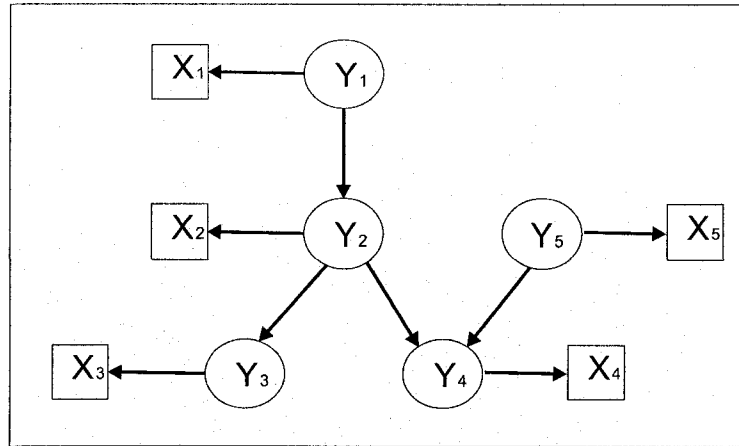 X₁ Y₁
X₂ Y₂ Y₅ X₅
X₃ Y₃ Y₄ X₄